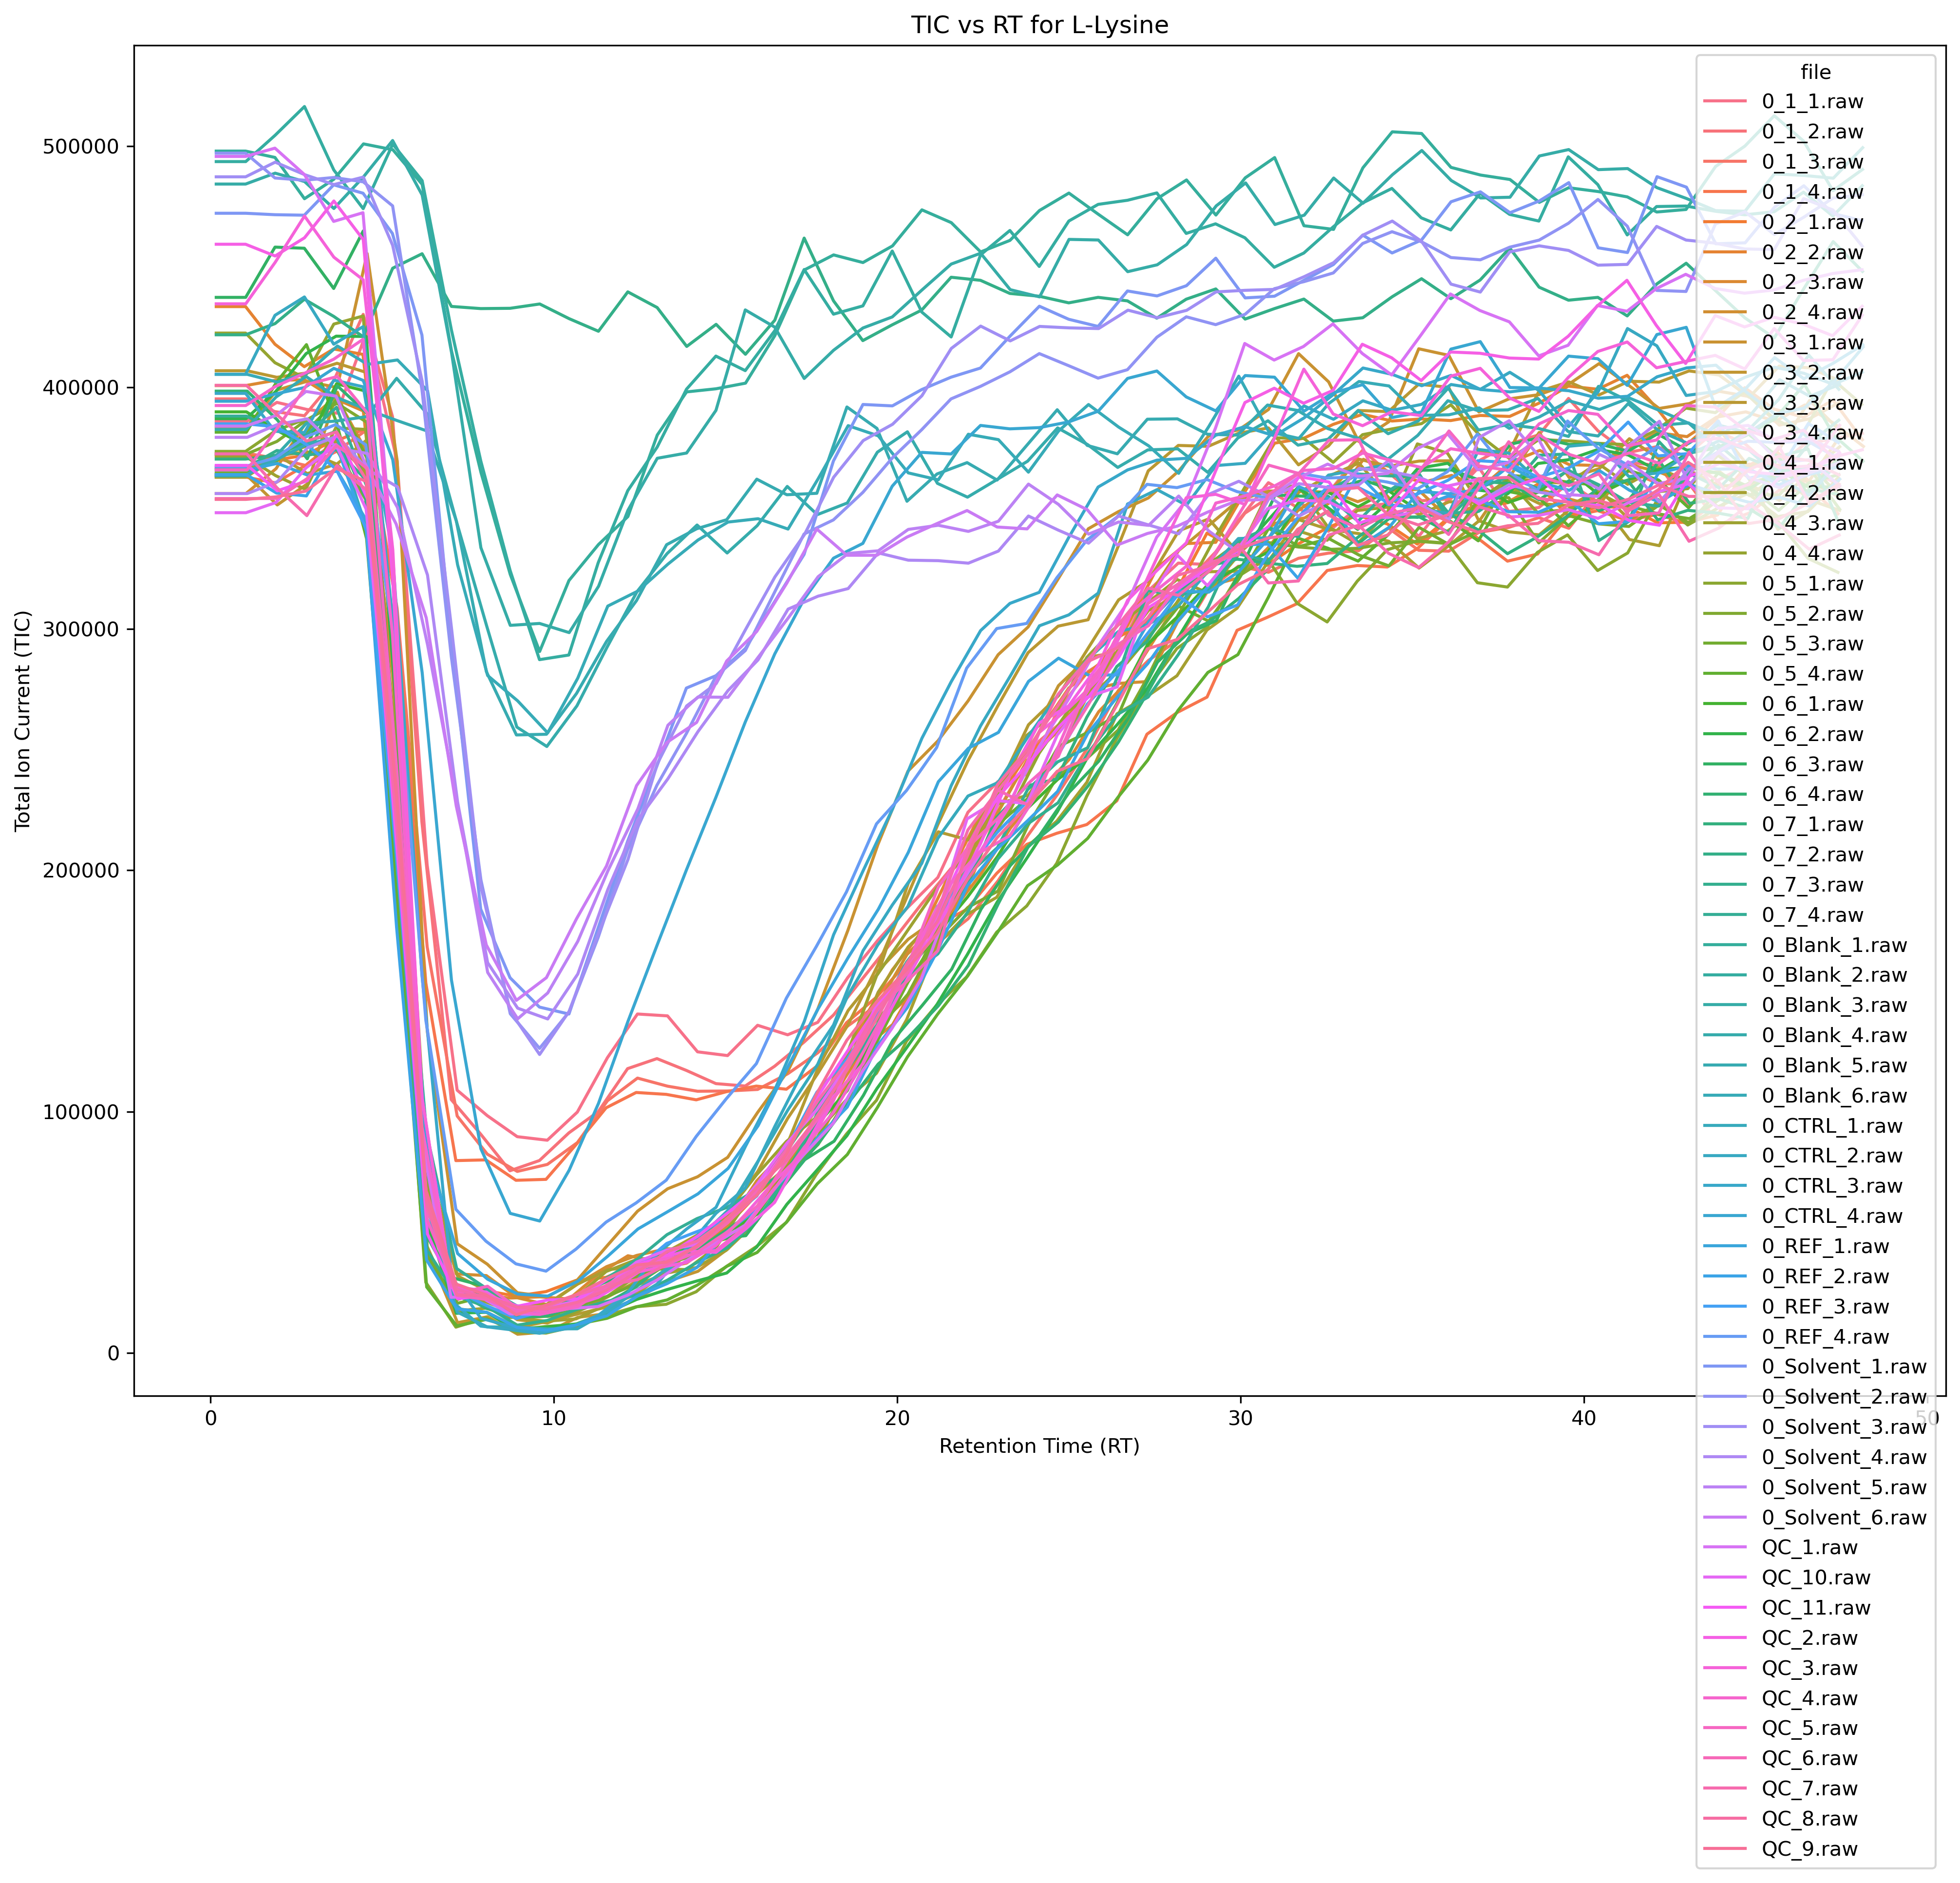 TIC vs RT for L-Lysine
file
0_1_1.raw
0_1_2.raw
0_1_3.raw
0_1_4.raw
0_2_1.raw
0_2_2.raw
0_2_3.raw
0_2_4.raw
0_3_1.raw
0_3_2.raw
0_3_3.raw
0_3_4.raw
0_4_1.raw
0_4_2.raw
0_4_3.raw
0_4_4.raw
0_5_1.raw
0_5_2.raw
0_5_3.raw
0_5_4.raw
0_6_1.raw
0_6_2.raw
0_6_3.raw
0_6_4.raw
0_7_1.raw
0_7_2.raw
0_7_3.raw
0_7_4.raw
0_Blank_1.raw
0_Blank_2.raw
0_Blank_3.raw
0_Blank_4.raw
0_Blank_5.raw
0_Blank_6.raw
0_CTRL_1.raw
0_CTRL_2.raw
0_CTRL_3.raw
0_CTRL_4.raw
0_REF_1.raw
0_REF_2.raw
0_REF_3.raw
0_REF_4.raw
0_Solvent_1.raw
0_Solvent_2.raw
0_Solvent_3.raw
0_Solvent_4.raw
0_Solvent_5.raw
0_Solvent_6.raw
QC_1.raw
QC_10.raw
QC_11.raw
QC_2.raw
QC_3.raw
QC_4.raw
QC_5.raw
QC_6.raw
QC_7.raw
QC_8.raw
QC_9.raw
Total Ion Current (TIC)
500000
400000
300000
200000
100000
0
0 10 20 30 40 50
Retention Time (RT)